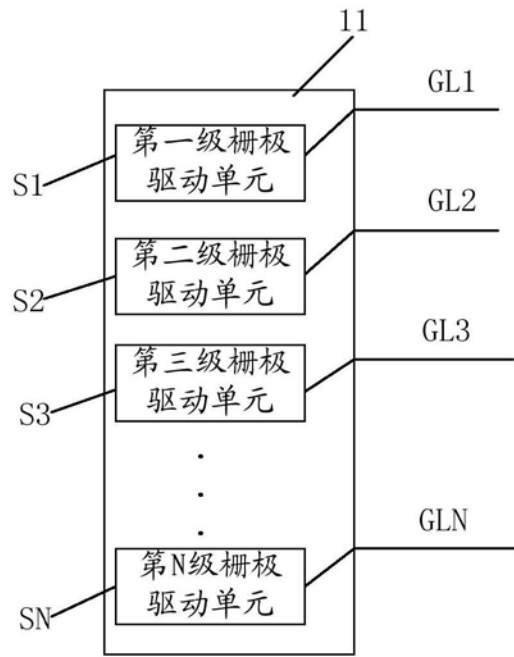 11
GL1
第一级栅极
驱动单元
S1
GL2
第二级栅极
驱动单元
S2
GL3
第三级栅极
驱动单元
S3
GLN
第N级栅极
驱动单元
SN